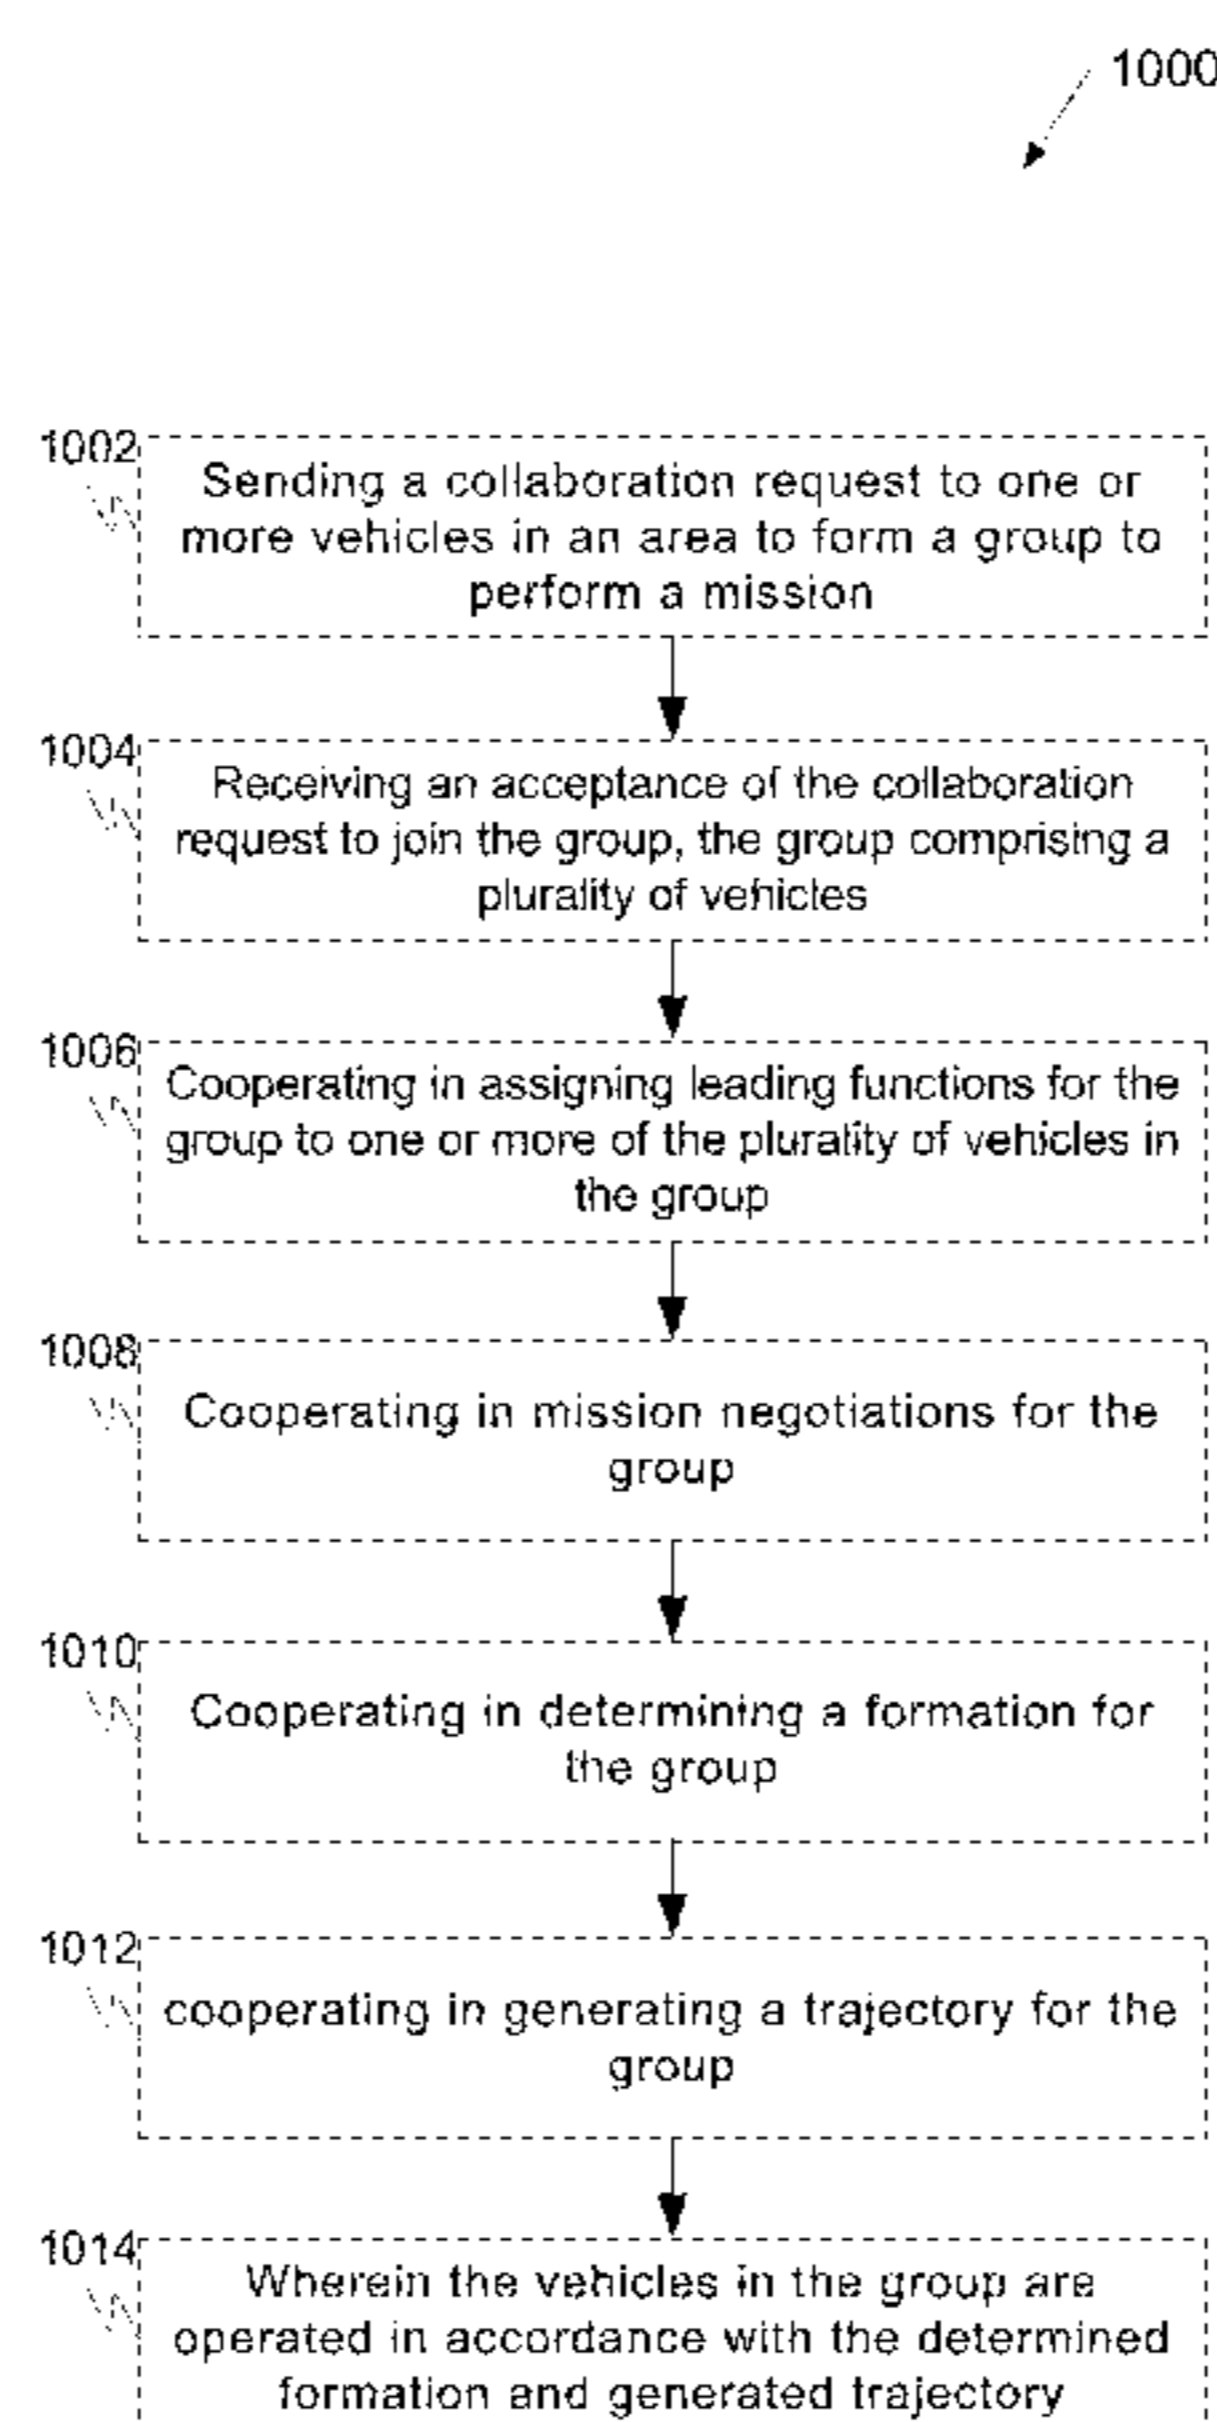 1000
1002
Sending a collaboration request to one or
more vehicles in an area to form a group to
perform a mission
1004
Receiving an acceptance of the collaboration
request to join the group, the group comprising a
plurality of vehicles
1006
Cooperating in assigning leading functions for the
group to one or more of the plurality of vehicles in
the group
1008
Cooperating in mission negotiations for the
group
1010
Cooperating in determining a formation for
the group
1012
cooperating in generating a trajectory for the
group
1014
Wherein the vehicles in the group are
operated in accordance with the determined
formation and generated trajectory